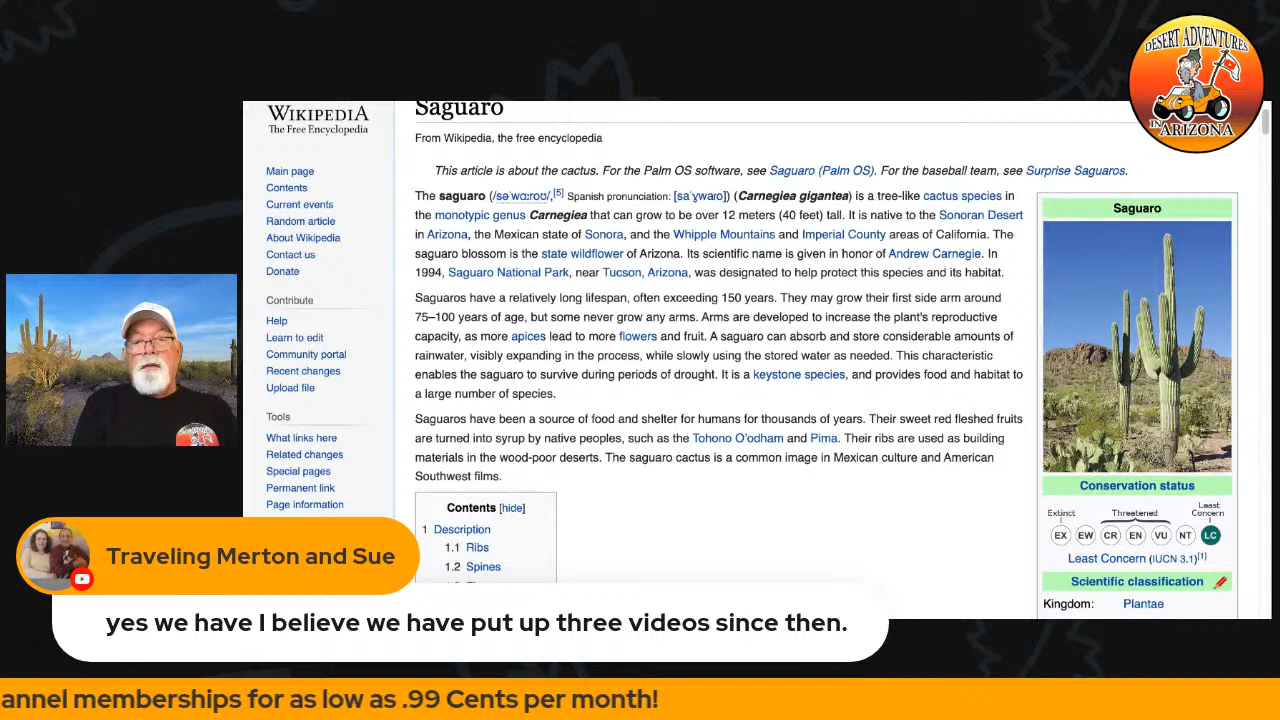 DESERT ADVENTURES
IN ARIZONA
WIKIPEDIA
The Free Encyclopedia
Main page
Contents
Current events
Random article
About Wikipedia
Contact us
Donate
Contribute
Help
Learn to edit
Community portal
Recent changes
Upload file
Tools
What links here
Related changes
Special pages
Permanent link
Page information
Saguaro
From Wikipedia, the free encyclopedia
This article is about the cactus. For the Palm OS software, see Saguaro (Palm OS). For the baseball team, see Surprise Saguaros.
The saguaro (/səˈwɑːroʊ/,[5] Spanish pronunciation: [saˈɣwaɾo]) (Carnegiea gigantea) is a tree-like cactus species in
the monotypic genus Carnegiea that can grow to be over 12 meters (40 feet) tall. It is native to the Sonoran Desert
in Arizona, the Mexican state of Sonora, and the Whipple Mountains and Imperial County areas of California. The
saguaro blossom is the state wildflower of Arizona. Its scientific name is given in honor of Andrew Carnegie. In
1994, Saguaro National Park, near Tucson, Arizona, was designated to help protect this species and its habitat.
Saguaros have a relatively long lifespan, often exceeding 150 years. They may grow their first side arm around
75–100 years of age, but some never grow any arms. Arms are developed to increase the plant's reproductive
capacity, as more apices lead to more flowers and fruit. A saguaro can absorb and store considerable amounts of
rainwater, visibly expanding in the process, while slowly using the stored water as needed. This characteristic
enables the saguaro to survive during periods of drought. It is a keystone species, and provides food and habitat to
a large number of species.
Saguaros have been a source of food and shelter for humans for thousands of years. Their sweet red fleshed fruits
are turned into syrup by native peoples, such as the Tohono O'odham and Pima. Their ribs are used as building
materials in the wood-poor deserts. The saguaro cactus is a common image in Mexican culture and American
Southwest films.
Contents [hide]
1 Description
1.1 Ribs
1.2 Spines
Saguaro
Conservation status
Extinct
Threatened
Least
Concern
EX EW CR EN VU NT LC
Least Concern (IUCN 3.1)[1]
Scientific classification
Kingdom: Plantae
Traveling Merton and Sue
yes we have I believe we have put up three videos since then.
annel memberships for as low as .99 Cents per month!